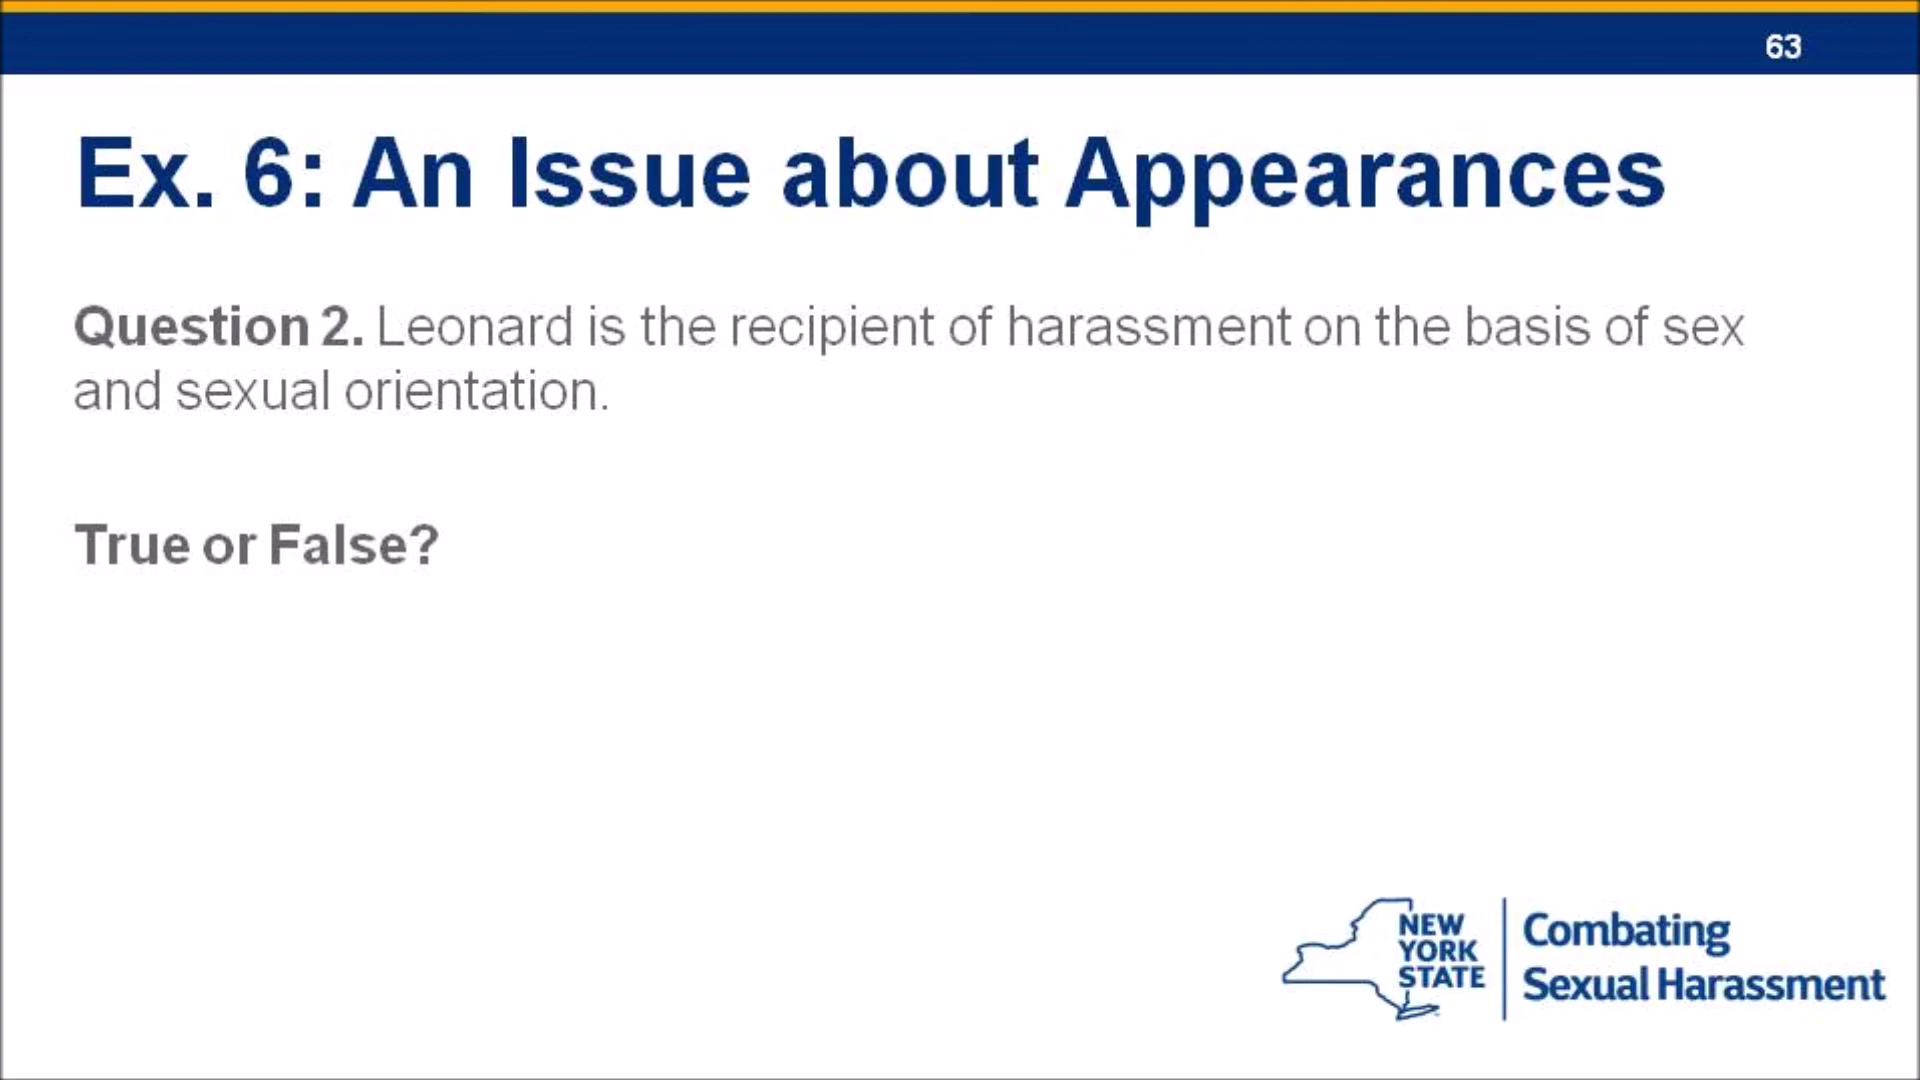 63
Ex. 6: An Issue about Appearances
Question 2. Leonard is the recipient of harassment on the basis of sex
and sexual orientation.
True or False?
NEW
YORK
STATE
Combating
Sexual Harassment